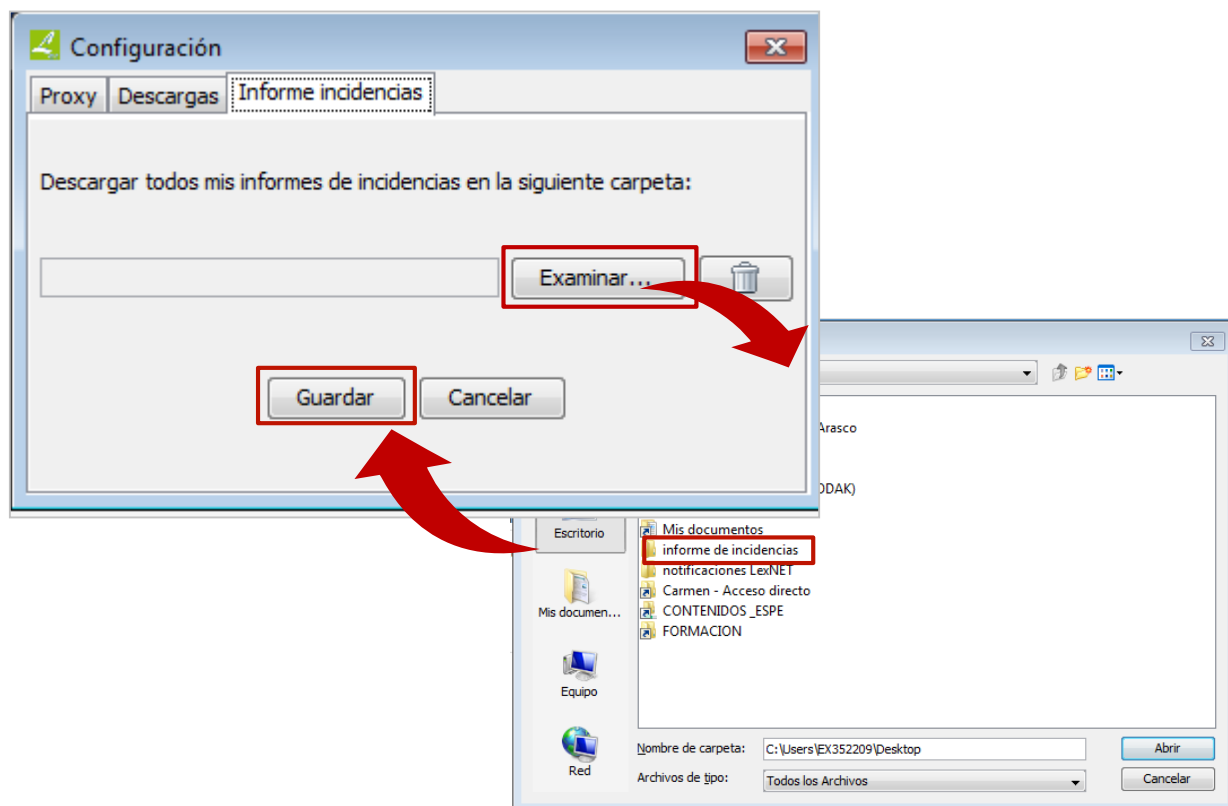 Configuración
Proxy Descargas Informe incidencias
Descargar todos mis informes de incidencias en la siguiente carpeta:
Examinar...
Guardar Cancelar
Arasco
ODAK)
Escritorio
Mis documentos
informe de incidencias
notificaciones LexNET
Carmen - Acceso directo
Mis documen...
CONTENIDOS _ESPE
FORMACION
Equipo
Red
Nombre de carpeta: C:\Users\EX352209\Desktop Abrir
Archivos de tipo: Todos los Archivos Cancelar